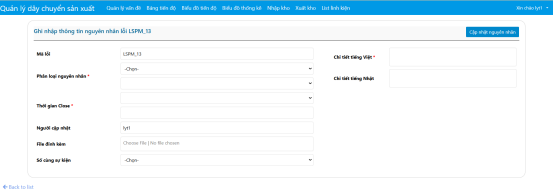 Quản lý dây chuyền sản xuất
Quản lý vấn đề Bảng tiến độ Biểu đồ tiến độ Biểu đồ thống kê Nhập kho Xuất kho List linh kiện
Xin chào lyt1
Ghi nhập thông tin nguyên nhân lỗi LSPM_13
Cập nhật nguyên nhân
Mã lỗi
LSPM_13
Chi tiết tiếng Việt *
-Chọn-
Phân loại nguyên nhân *
Chi tiết tiếng Nhật
Thời gian Close *
Người cập nhật
lyt1
File đính kèm
Choose file No file chosen
Số cùng sự kiện
-Chọn-
Back to list